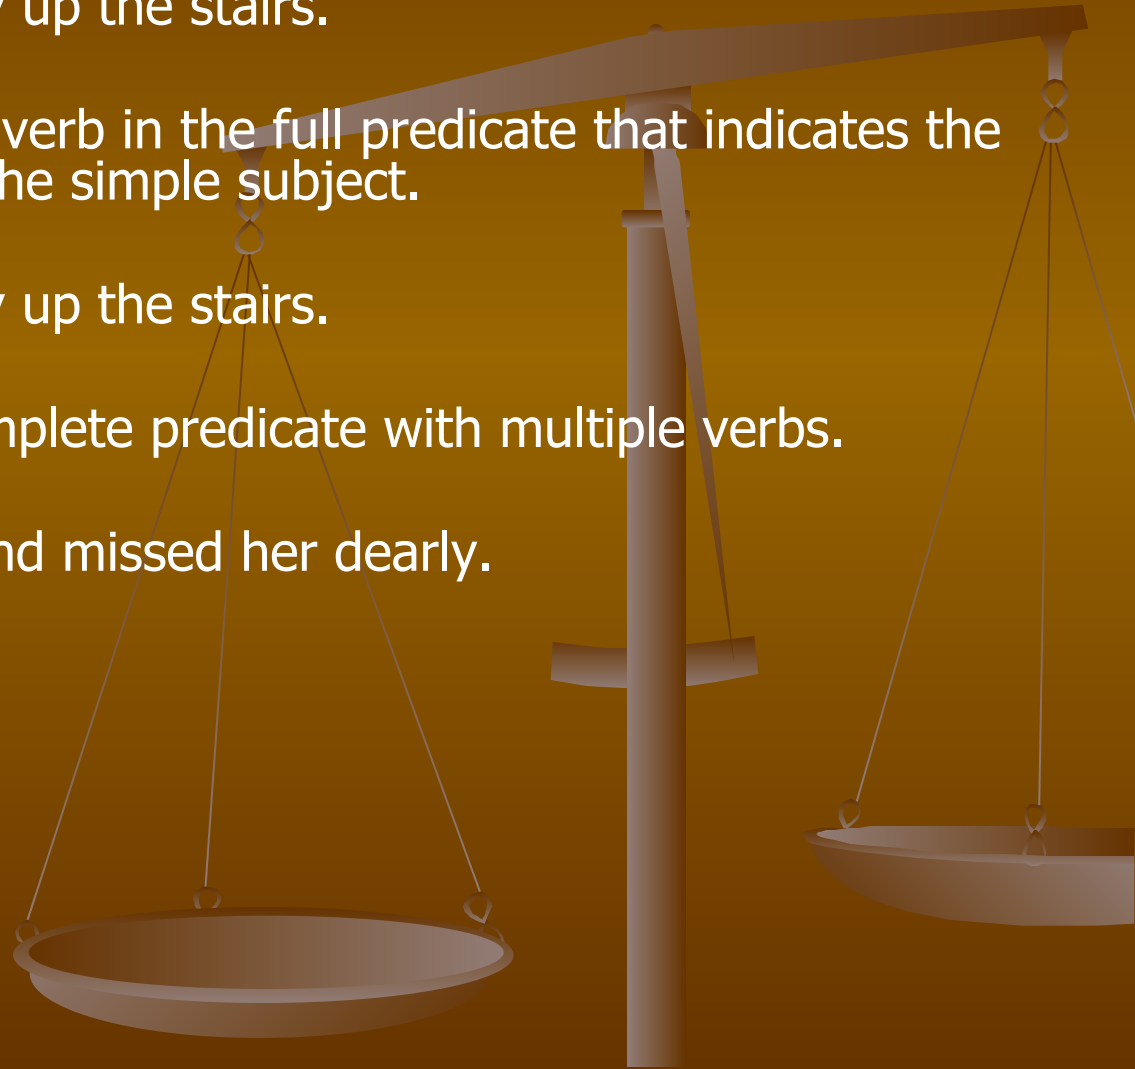 up the stairs.
verb in the full predicate that indicates the
he simple subject.
up the stairs.
mplete predicate with multiple verbs.
nd missed her dearly.